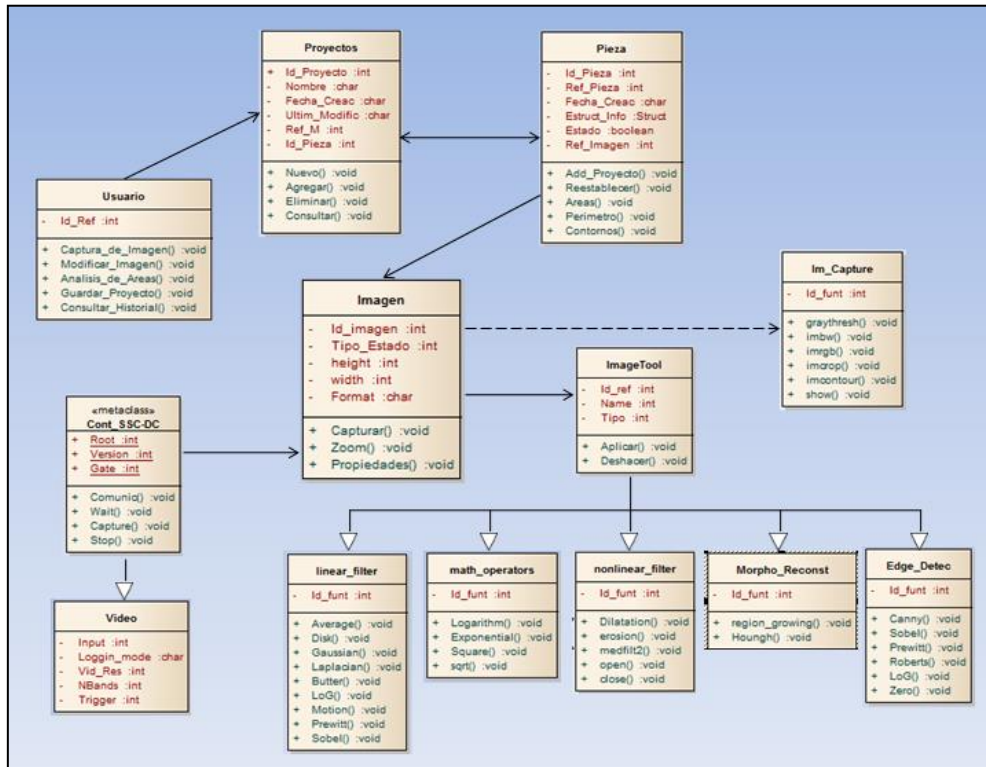 Proyectos
+ Id_Proyecto :int
- Nombre :char
- Fecha_Creac :char
- Ultim_Modific :char
- Ref_M :int
- Id_Pieza :int
+ Nuevo() :void
+ Agregar() :void
+ Eliminar() :void
+ Consultar() :void
Pieza
- Id_Pieza :int
- Ref_Pieza :int
- Fecha_Creac :char
- Estruct_Info :Struct
- Estado :boolean
- Ref_Imagen :int
+ Add_Proyecto() :void
+ Reestablecer() :void
+ Areas() :void
+ Perimetro() :void
+ Contornos() :void
Usuario
- Id_Ref :int
+ Captura_de_Imagen() :void
+ Modificar_Imagen() :void
+ Analisis_de_Areas() :void
+ Guardar_Proyecto() :void
+ Consultar_Historial() :void
Imagen
- Id_imagen :int
- Tipo_Estado :int
- height :int
- width :int
- Format :char
+ Capturar() :void
+ Zoom() :void
+ Propiedades() :void
Im_Capture
- Id_funt :int
+ graythresh() :void
+ imbw() :void
+ imrgb() :void
+ imcrop() :void
+ imcontour() :void
+ show() :void
ImageTool
- Id_ref :int
- Name :int
- Tipo :int
+ Aplicar() :void
+ Deshacer() :void
«metaclass»
Cont_SSC-DC
+ Root :int
+ Version :int
+ Gate :int
+ Comunic() :void
+ Wait() :void
+ Capture() :void
+ Stop() :void
Video
- Input :int
- Loggin_mode :char
- Vid_Res :int
- NBands :int
- Trigger :int
linear_filter
- Id_funt :int
+ Average() :void
+ Disk() :void
+ Gaussian() :void
+ Laplacian() :void
+ Butter() :void
+ LoG() :void
+ Motion() :void
+ Prewitt() :void
+ Sobel() :void
math_operators
- Id_funt :int
+ Logarithm() :void
+ Exponential() :void
+ Square() :void
+ sqrt() :void
nonlinear_filter
- Id_funt :int
+ Dilatation() :void
+ erosion() :void
+ medfilt2() :void
+ open() :void
+ close() :void
Morpho_Reconst
- Id_funt :int
+ region_growing() :void
+ Houngh() :void
Edge_Detec
- Id_funt :int
+ Canny() :void
+ Sobel() :void
+ Prewitt() :void
+ Roberts() :void
+ LoG() :void
+ Zero() :void